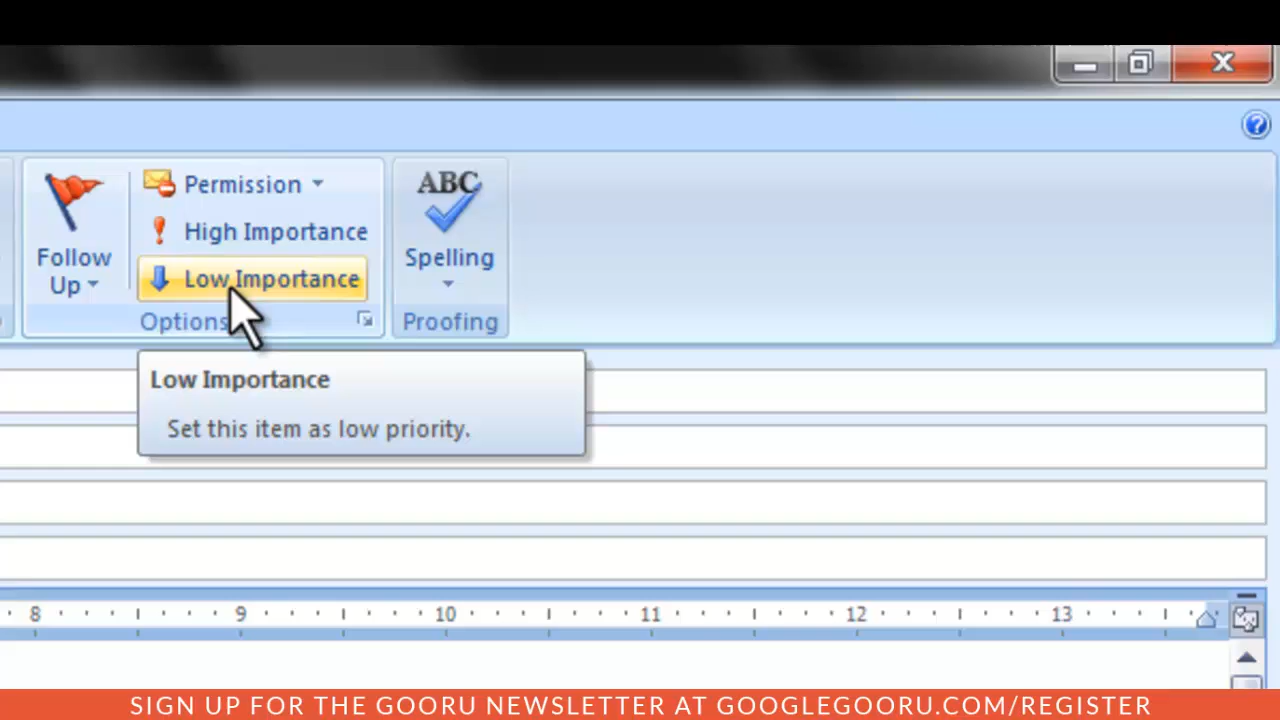 Permission
High Importance
Low Importance
Follow
Up
Options
ABC
Spelling
Proofing
Low Importance
Set this item as low priority.
8 9 10 11 12 13
SIGN UP FOR THE GOORU NEWSLETTER AT GOOGLEGOORU.COM/REGISTER